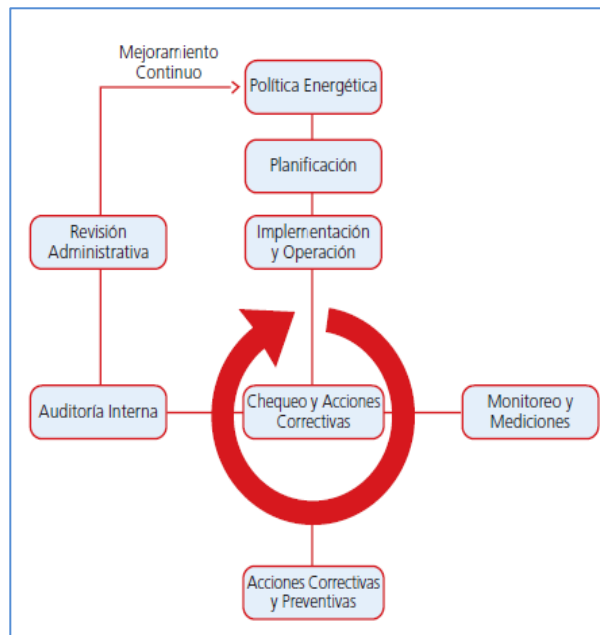 Mejoramiento
Continuo
Política Energética
Planificación
Revisión
Administrativa
Implementación
y Operación
Auditoría Interna
Chequeo y Acciones
Correctivas
Monitoreo y
Mediciones
Acciones Correctivas
y Preventivas